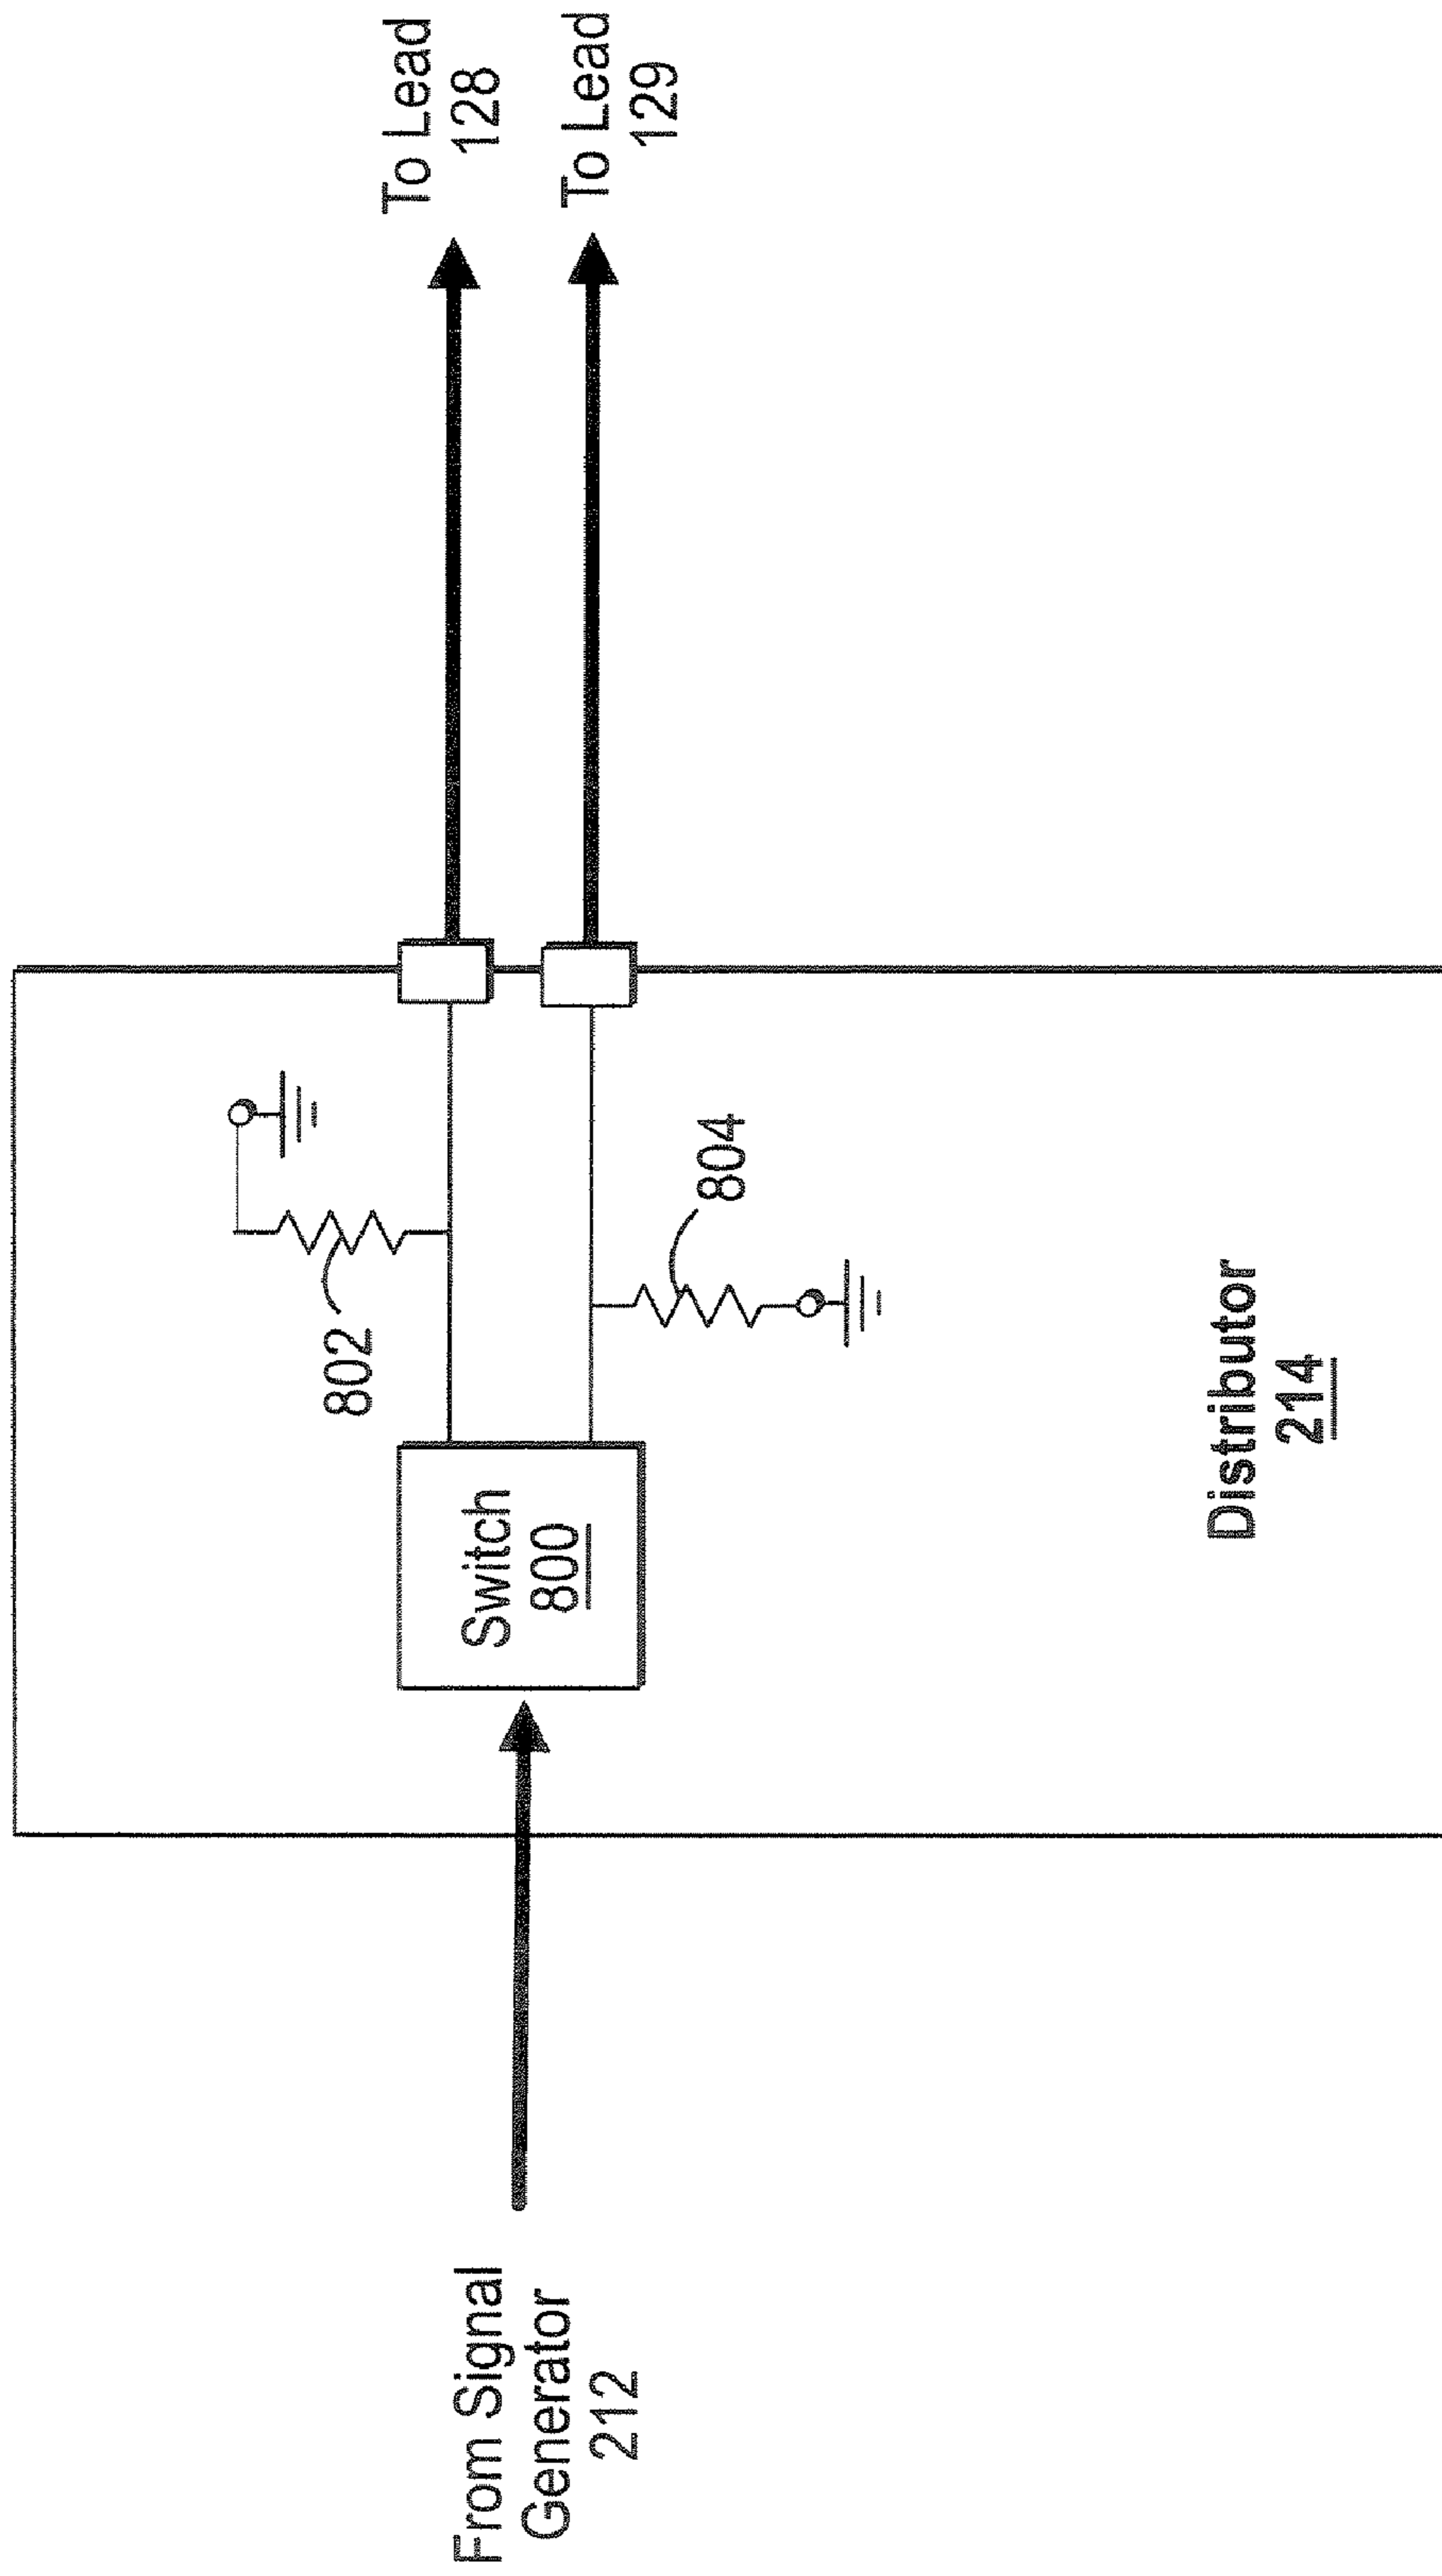 From Signal
Generator
212
Switch
800
802
804
To Lead
128
To Lead
129
Distributor
214